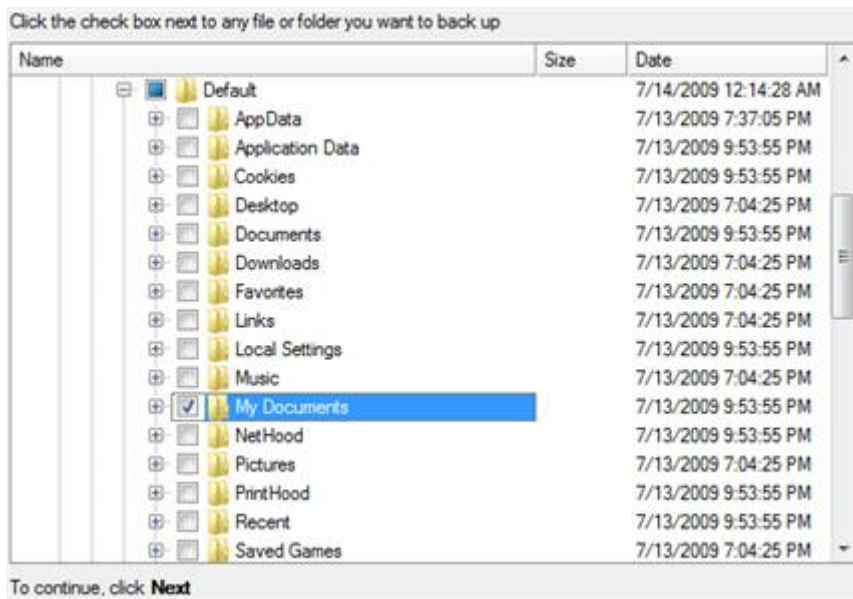 Click the check box next to any file or folder you want to back up
Name Size Date
Default 7/14/2009 12:14:28 AM
AppData 7/13/2009 7:37:05 PM
Application Data 7/13/2009 9:53:55 PM
Cookies 7/13/2009 9:53:55 PM
Desktop 7/13/2009 7:04:25 PM
Documents 7/13/2009 9:53:55 PM
Downloads 7/13/2009 7:04:25 PM
Favorites 7/13/2009 7:04:25 PM
Links 7/13/2009 7:04:25 PM
Local Settings 7/13/2009 9:53:55 PM
Music 7/13/2009 7:04:25 PM
My Documents 7/13/2009 9:53:55 PM
NetHood 7/13/2009 9:53:55 PM
Pictures 7/13/2009 7:04:25 PM
PrintHood 7/13/2009 9:53:55 PM
Recent 7/13/2009 9:53:55 PM
Saved Games 7/13/2009 7:04:25 PM
To continue, click Next